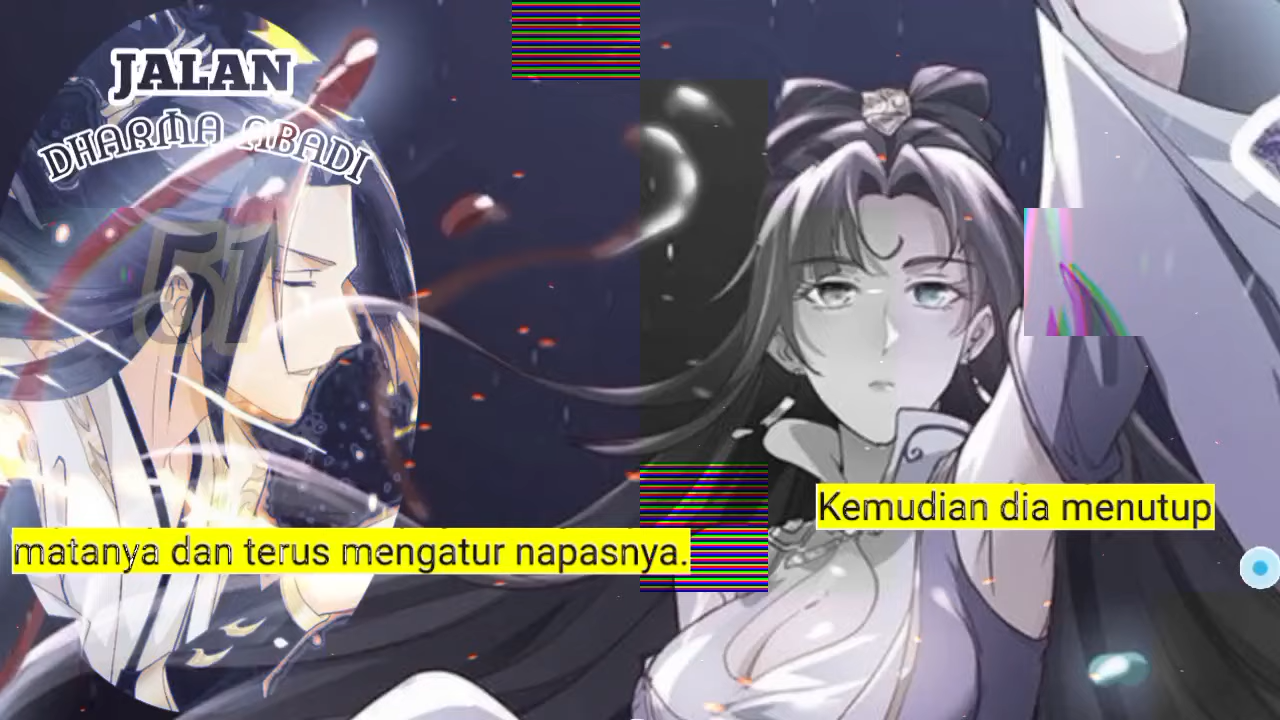 JALAN
DHARMA ABADI
51
Kemudian dia menutup
matanya dan terus mengatur napasnya.